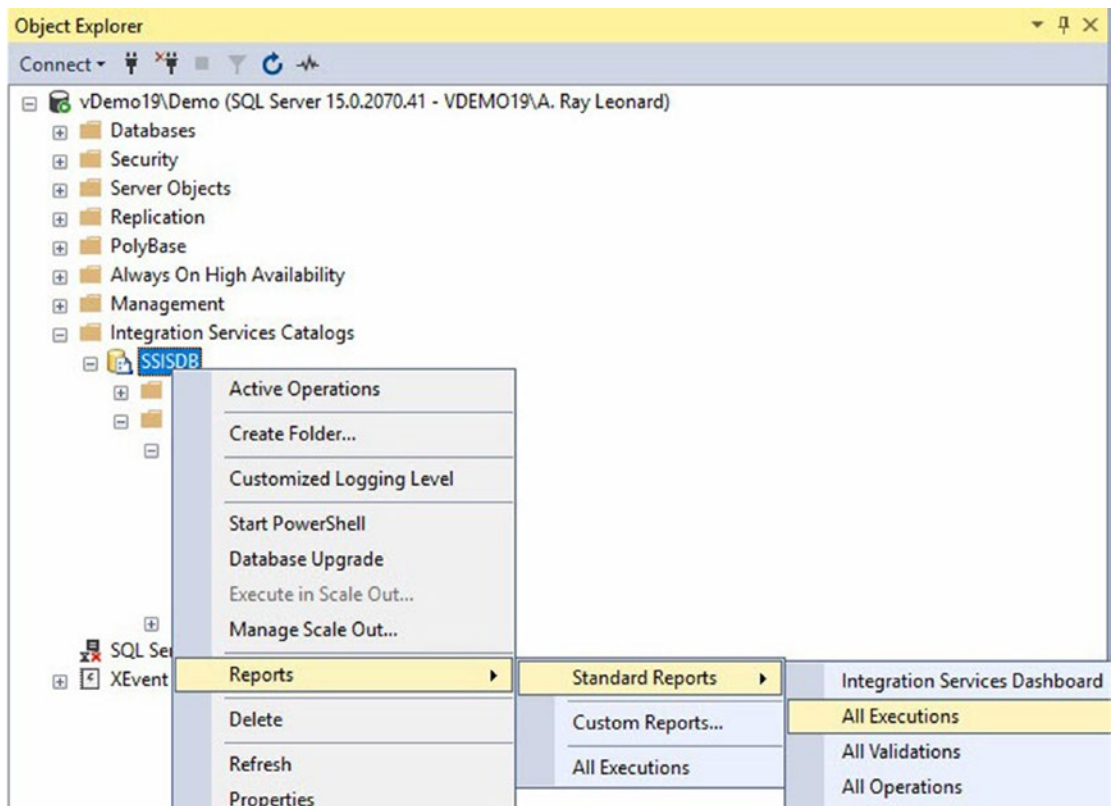 Object Explorer
Connect
vDemo19\Demo (SQL Server 15.0.2070.41 - VDEMO19\A. Ray Leonard)
Databases
Security
Server Objects
Replication
PolyBase
Always On High Availability
Management
Integration Services Catalogs
SSISDB
Active Operations
Create Folder...
Customized Logging Level
Start PowerShell
Database Upgrade
Execute in Scale Out...
Manage Scale Out...
SQL Ser
XEvent
Reports
Delete
Refresh
Properties
Standard Reports
Custom Reports...
All Executions
Integration Services Dashboard
All Executions
All Validations
All Operations